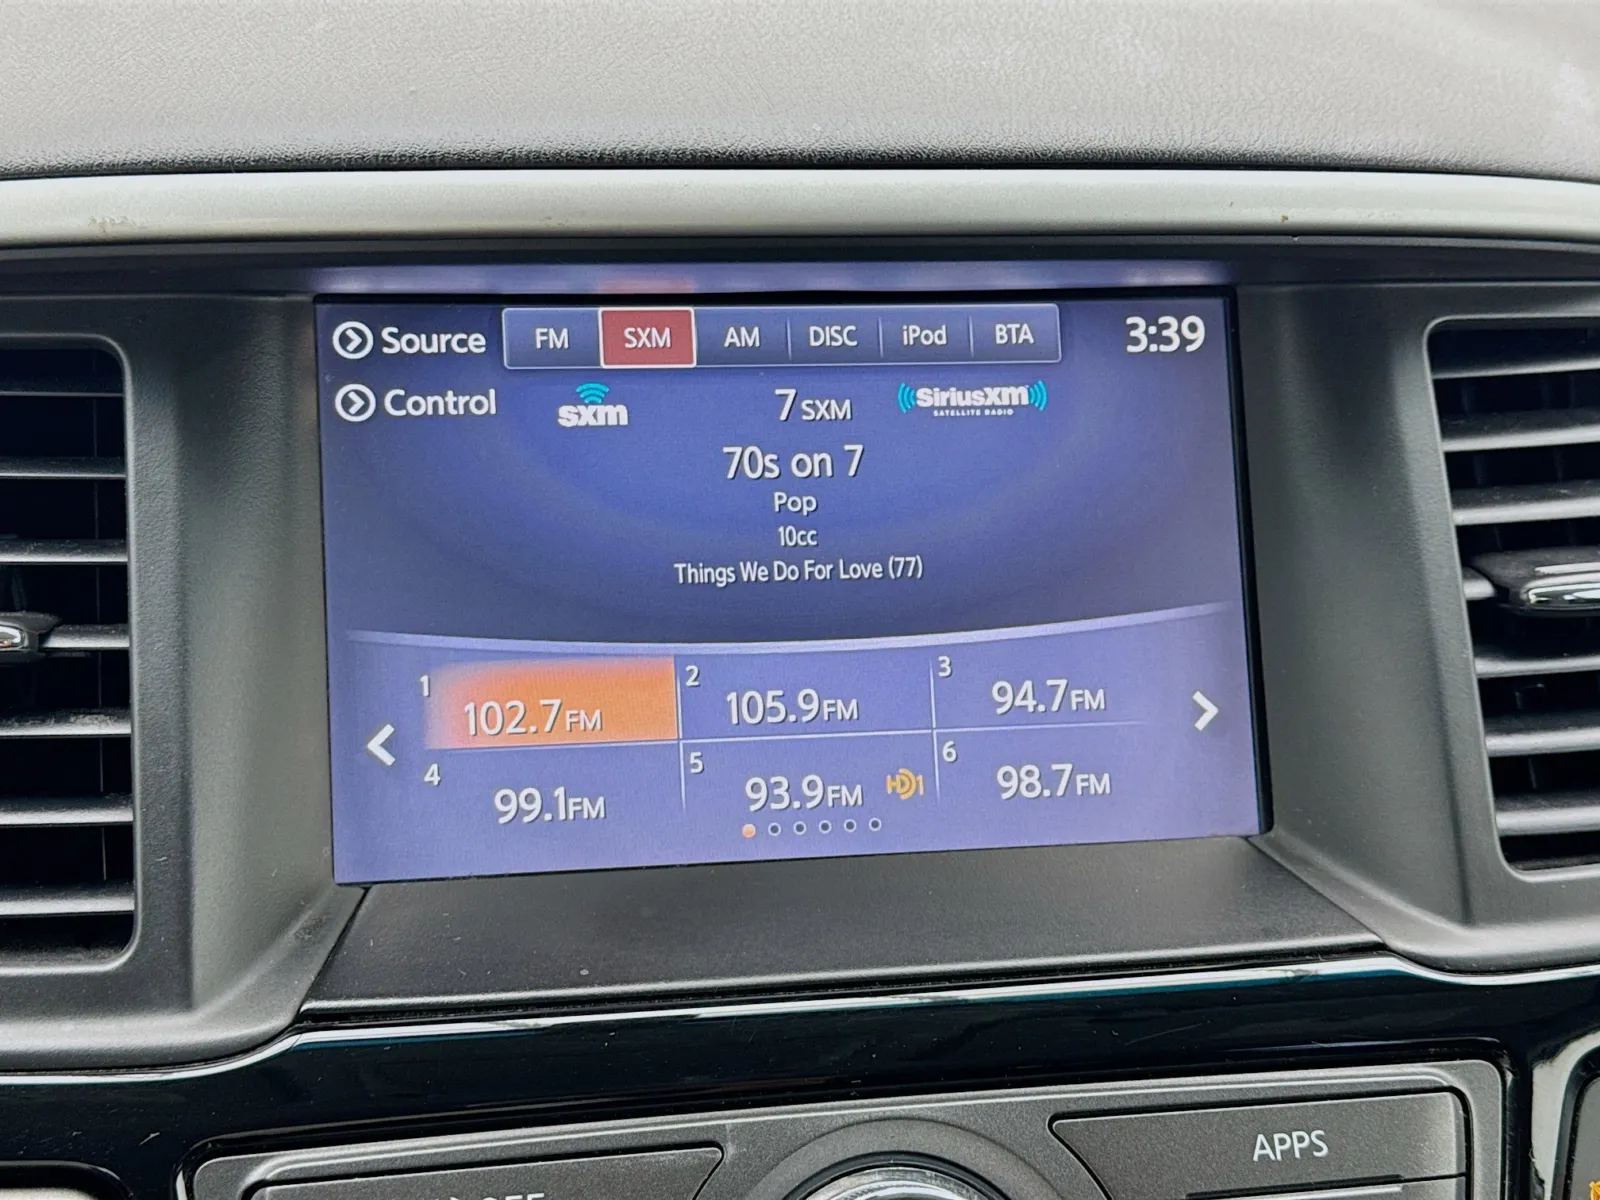 Source FM SXM AM DISC iPod BTA 3:39
Control sxm 7 SXM SiriusXM
SATELLITE RADIO
70s on 7
Pop
10cc
Things We Do For Love (77)
1 102.7FM 2 105.9FM 3 94.7FM
4 99.1FM 5 93.9FM HD1 6 98.7FM
APPS
OFF